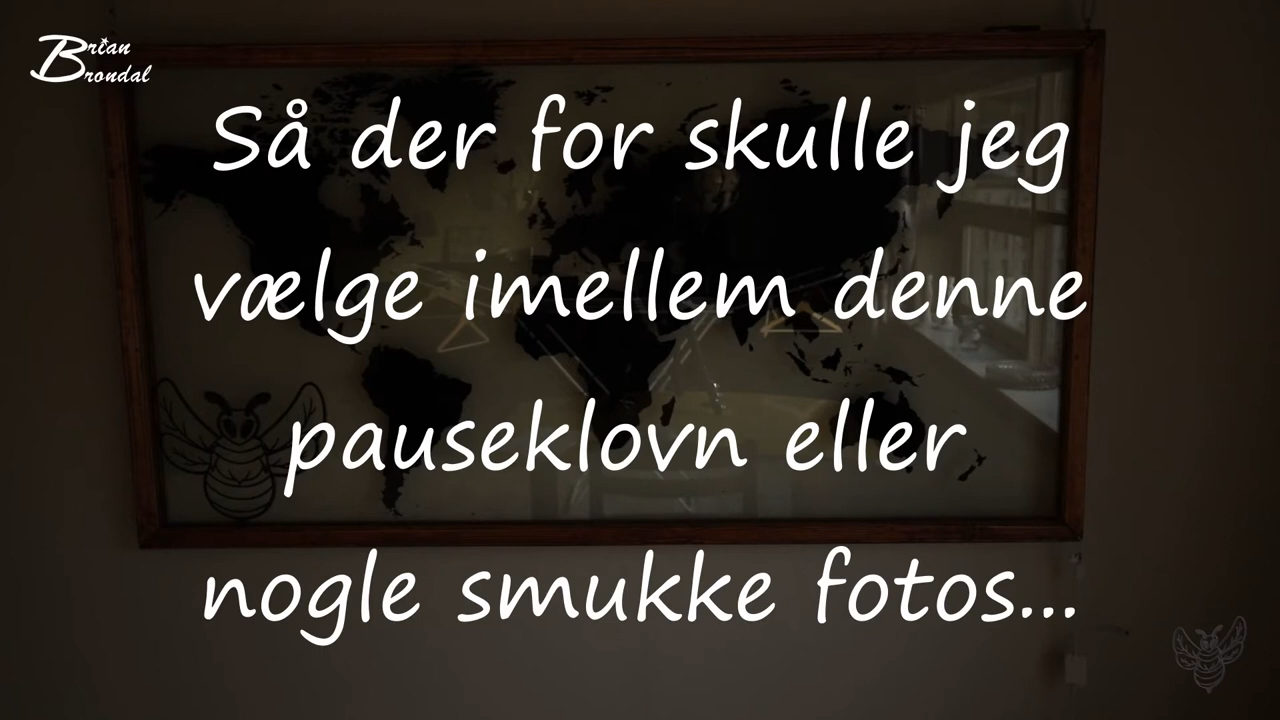 Brian
Brondal
Så der for skulle jeg
vælge imellem denne
pauseklovn eller
nogle smukke fotos...